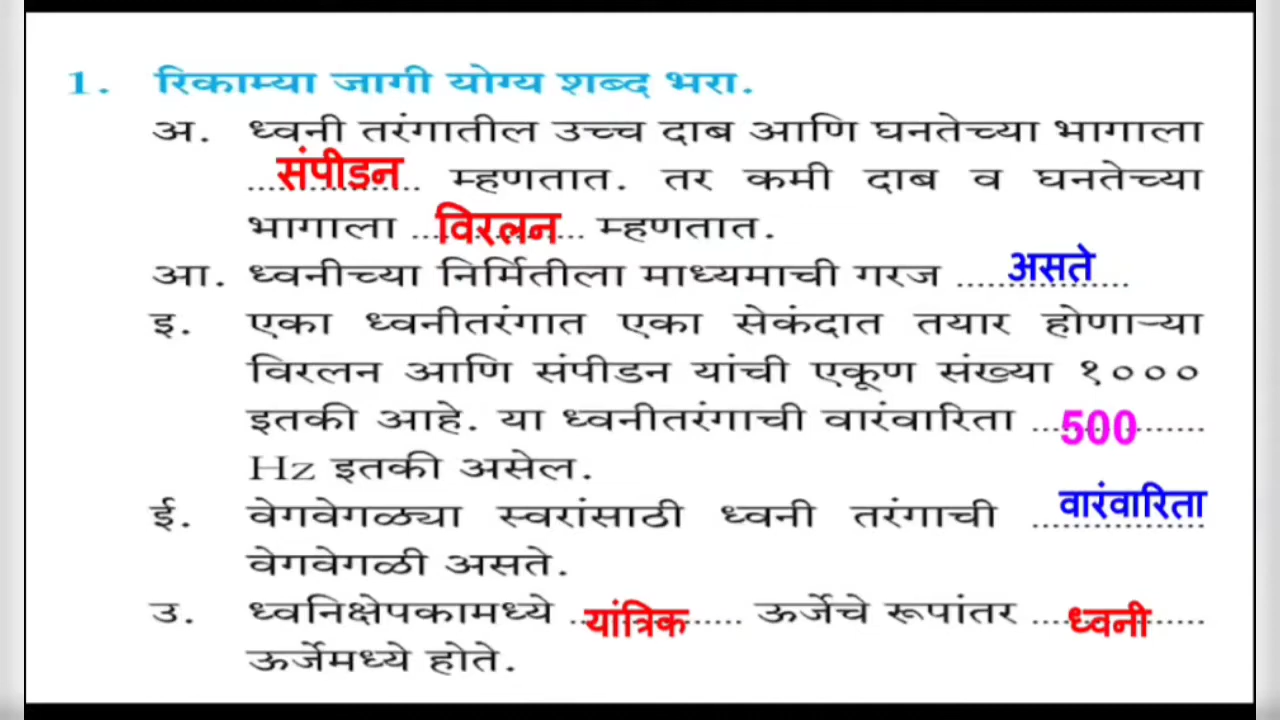 1. रिकाम्या जागी योग्य शब्द भरा.
अ. ध्वनी तरंगातील उच्च दाब आणि घनतेच्या भागाला
...संपीडन... म्हणतात. तर कमी दाब व घनतेच्या
भागाला ...विरलन... म्हणतात.
आ. ध्वनीच्या निर्मितीला माध्यमाची गरज ...असते...
इ. एका ध्वनीतरंगात एका सेकंदात तयार होणाऱ्या
विरलन आणि संपीडन यांची एकूण संख्या १०००
इतकी आहे. या ध्वनीतरंगाची वारंवारिता ...500...
Hz इतकी असेल.
ई. वेगवेगळ्या स्वरांसाठी ध्वनी तरंगाची ...वारंवारिता
वेगवेगळी असते.
उ. ध्वनिक्षेपकामध्ये ...यांत्रिक... ऊर्जेचे रूपांतर ...ध्वनी...
ऊर्जेमध्ये होते.